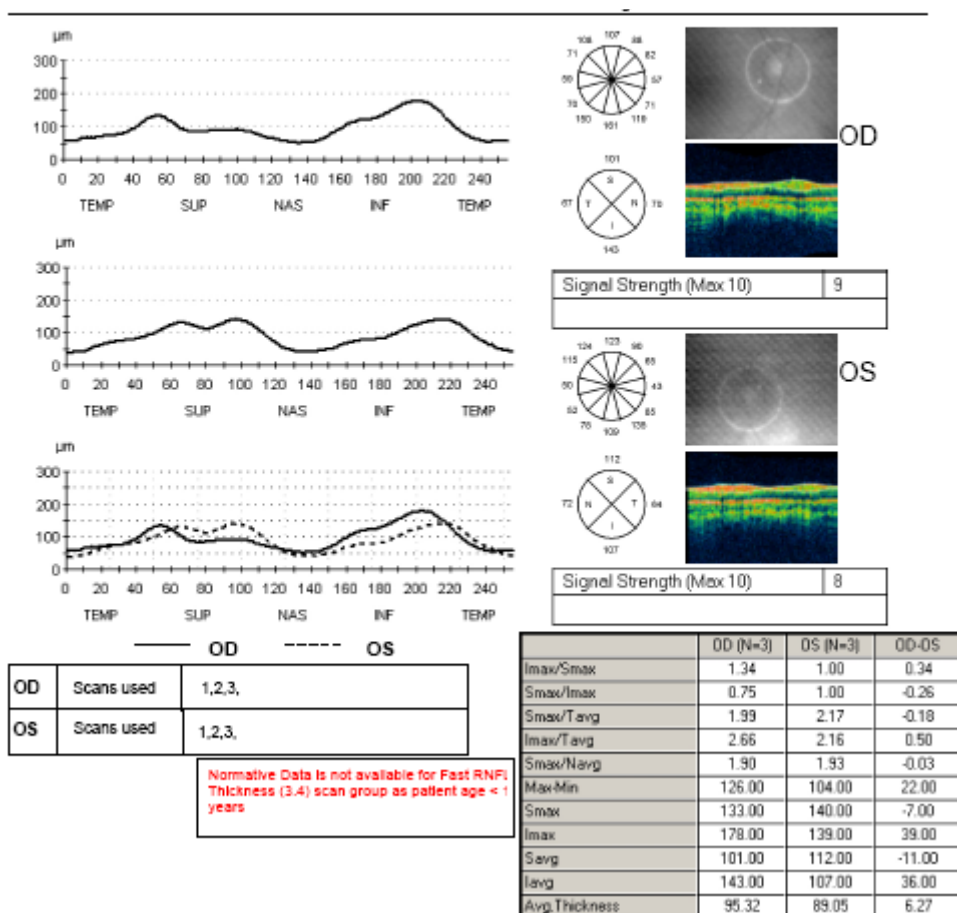 µm
300
200
100
0
0 20 40 60 80 100 120 140 160 180 200 220 240
TEMP SUP NAS INF TEMP
108 107 88
71 82
57
70 71
161
101
S
67 T N 70
I
143
OD
Signal Strength (Max 10) 9
µm
300
200
100
0
0 20 40 60 80 100 120 140 160 180 200 220 240
TEMP SUP NAS INF TEMP
124 123 90
115 65
43
52 85
78 109
112
S
72 N T 64
I
107
OS
Signal Strength (Max 10) 8
µm
300
200
100
0
0 20 40 60 80 100 120 140 160 180 200 220 240
TEMP SUP NAS INF TEMP
OD OS
OD Scans used 1,2,3,
OS Scans used 1,2,3,
Normative Data is not available for Fast RNFL
Thickness (3.4) scan group as patient age < 1
years
OD (N=3) OS (N=3) OD-OS
Imax/Smax 1.34 1.00 0.34
Smax/Imax 0.75 1.00 -0.26
Smax/Tavg 1.99 2.17 -0.18
Imax/Tavg 2.66 2.16 0.50
Smax/Navg 1.90 1.93 -0.03
Max-Min 126.00 104.00 22.00
Smax 133.00 140.00 -7.00
Imax 178.00 139.00 39.00
Savg 101.00 112.00 -11.00
Iavg 143.00 107.00 36.00
Avg.Thickness 95.32 89.05 6.27